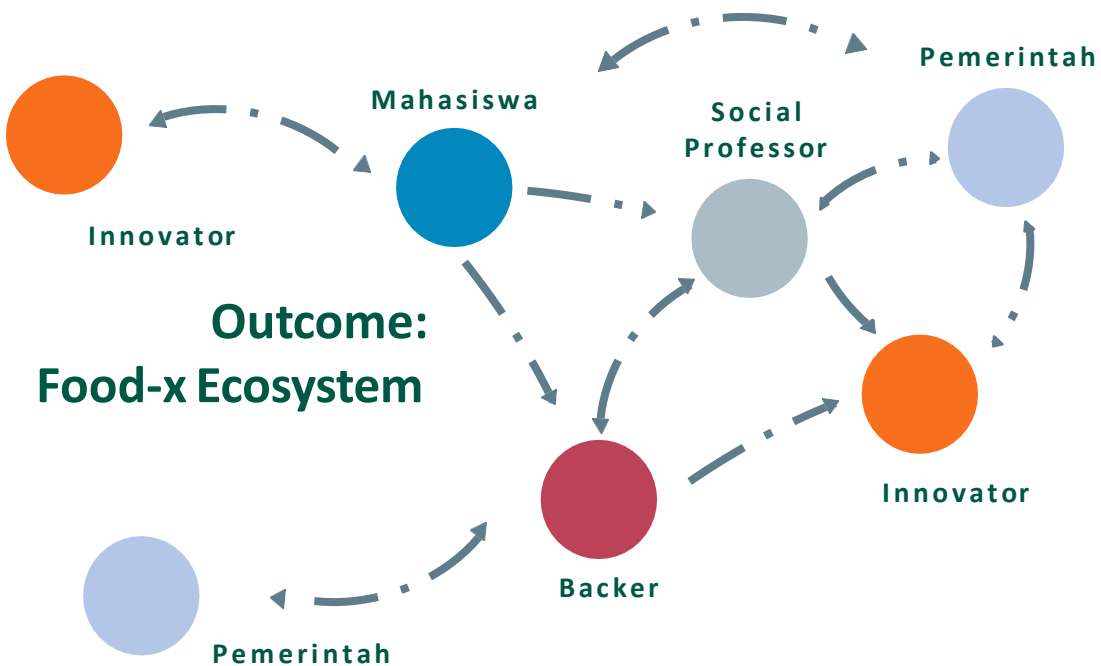 Pemerintah
Mahasiswa
Social
Professor
Innovator
Outcome:
Food-x Ecosystem
Innovator
Backer
Pemerintah